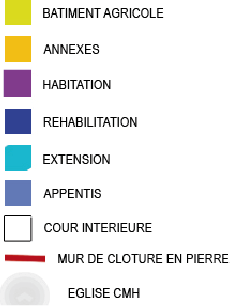 BATIMENT AGRICOLE
ANNEXES
HABITATION
REHABILITATION
EXTENSION
APPENTIS
COUR INTERIEURE
MUR DE CLOTURE EN PIERRE
EGLISE CMH